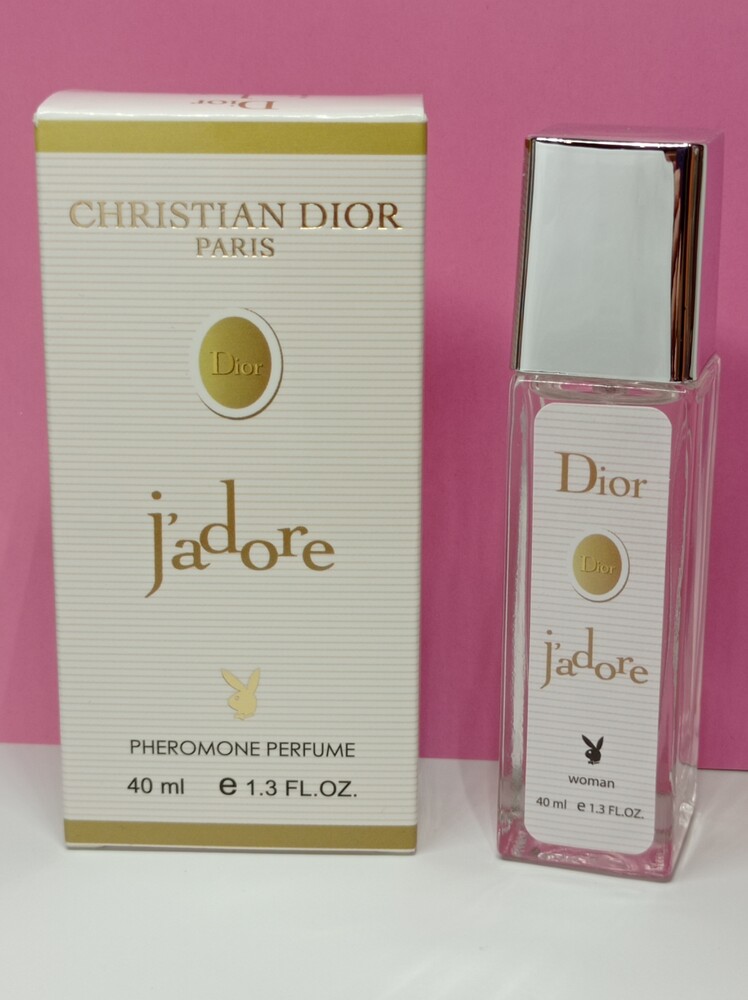 Dior
CHRISTIAN DIOR
PARIS
Dior
j'adore
PHEROMONE PERFUME
40 ml e 1.3 FL.OZ.
Dior
Dior
j'adore
woman
40 ml e 1.3 FL.OZ.